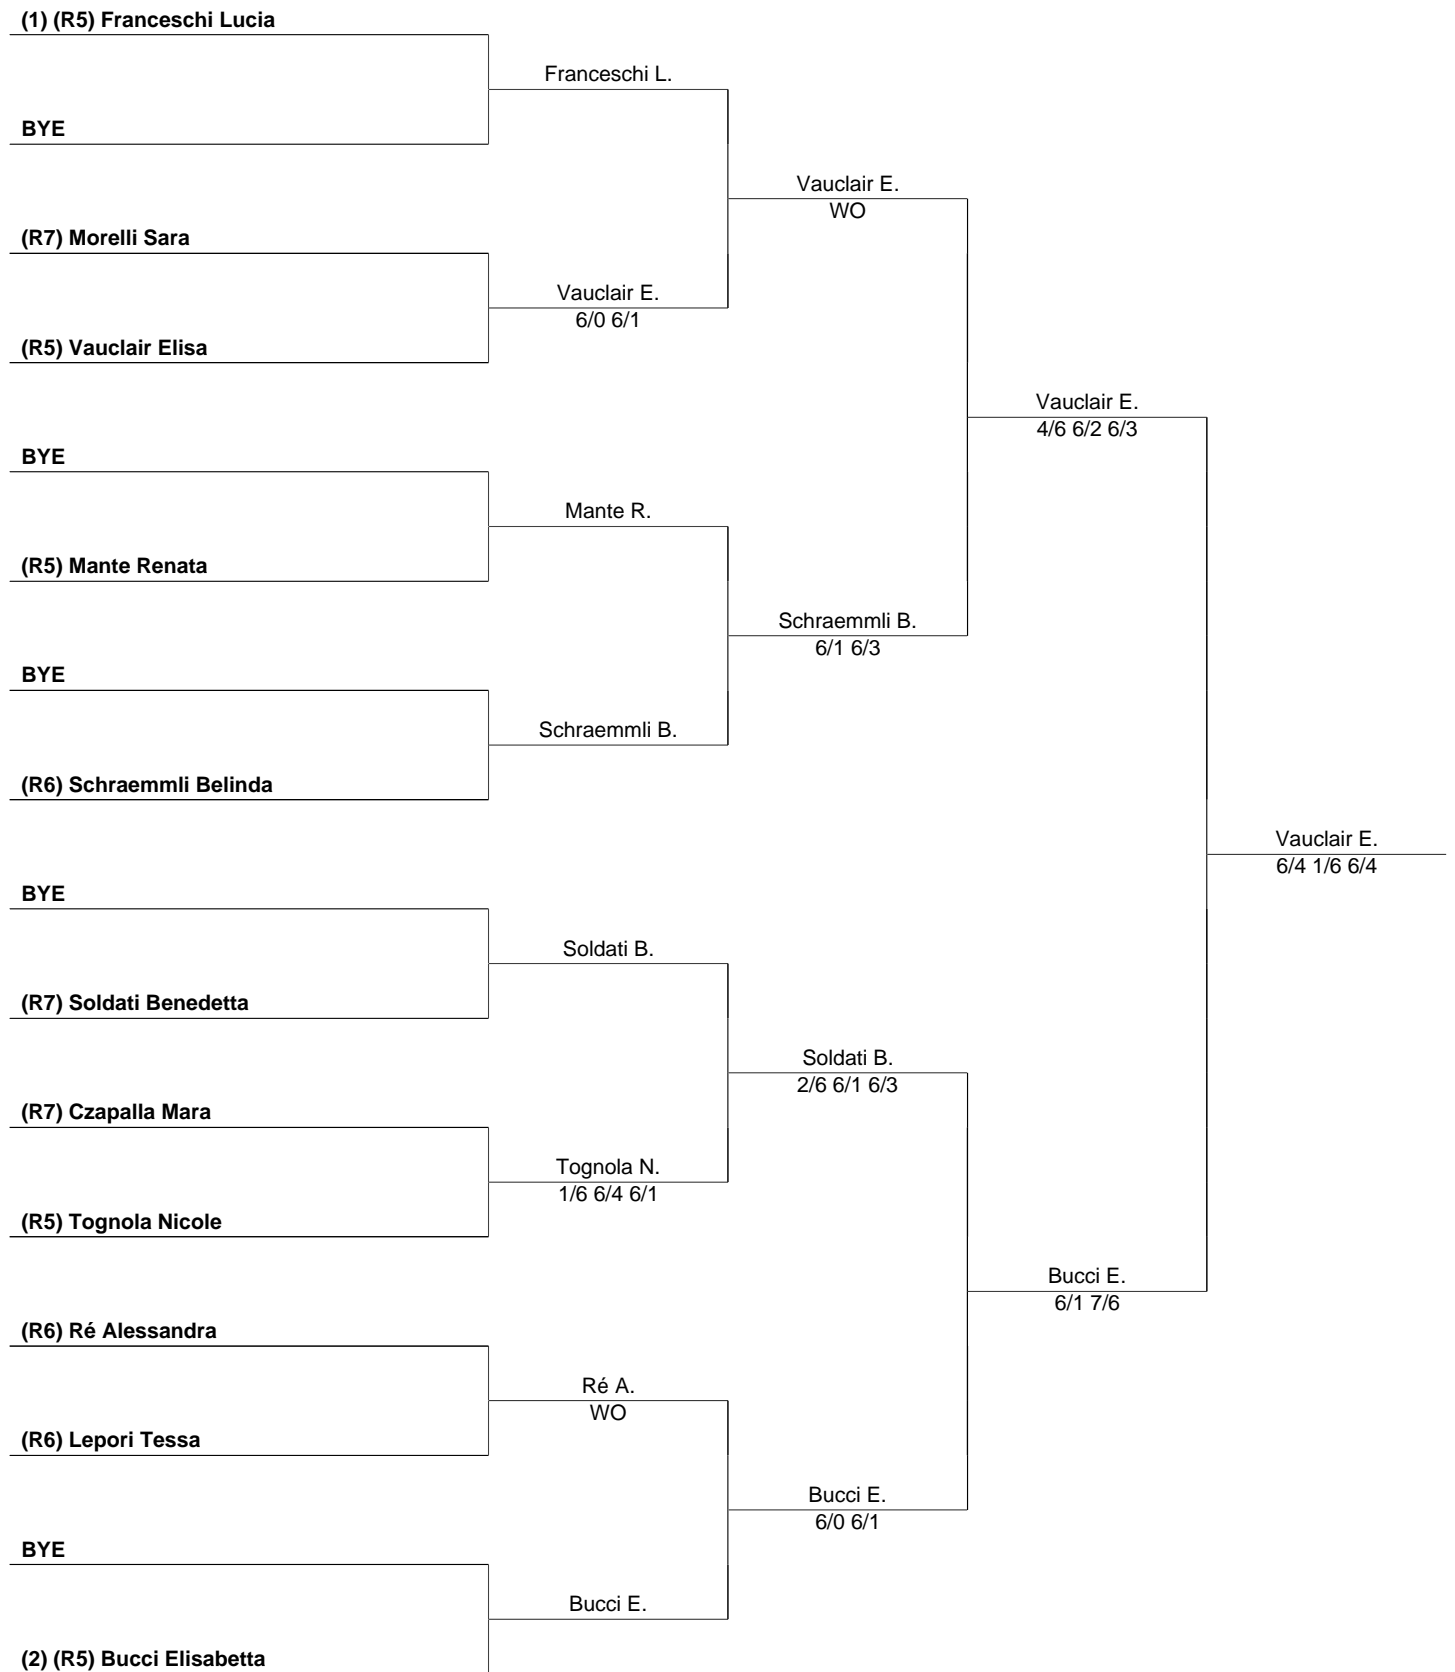 (1) (R5) Franceschi Lucia
Franceschi L.
BYE
Vauclair E.
WO
(R7) Morelli Sara
Vauclair E.
6/0 6/1
(R5) Vauclair Elisa
Vauclair E.
4/6 6/2 6/3
BYE
Mante R.
(R5) Mante Renata
Schraemmli B.
6/1 6/3
BYE
Schraemmli B.
(R6) Schraemmli Belinda
Vauclair E.
6/4 1/6 6/4
BYE
Soldati B.
(R7) Soldati Benedetta
Soldati B.
2/6 6/1 6/3
(R7) Czapalla Mara
Tognola N.
1/6 6/4 6/1
(R5) Tognola Nicole
Bucci E.
6/1 7/6
(R6) Ré Alessandra
Ré A.
WO
(R6) Lepori Tessa
Bucci E.
6/0 6/1
BYE
Bucci E.
(2) (R5) Bucci Elisabetta